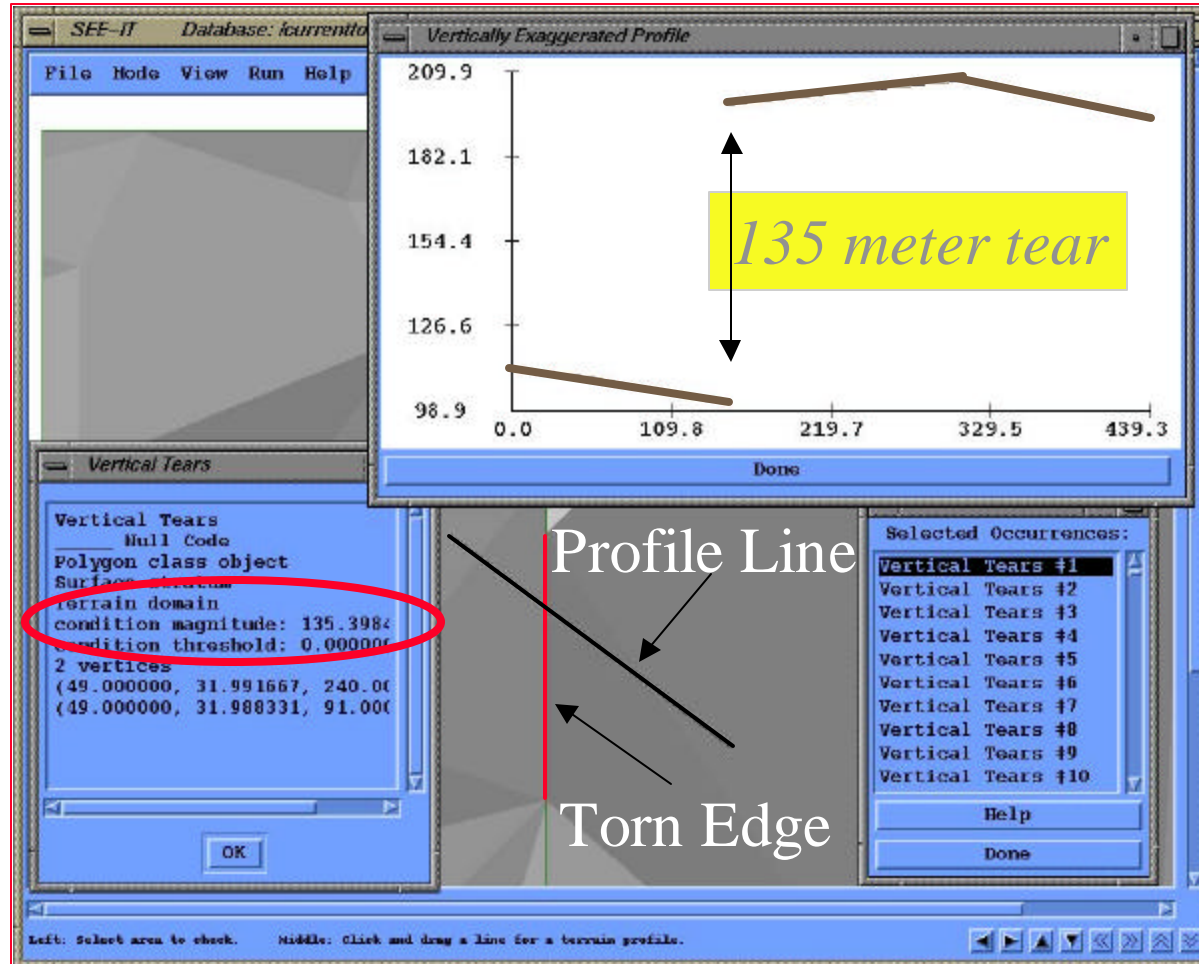 SEE-IT Database:
Vertically Exaggerated Profile
File Mode View Run Help
209.9
182.1
154.4
126.6
98.9
0.0 109.8 219.7 329.5 439.3
135 meter tear
Done
Vertical Tears
Vertical Tears
_____ Null Code
Polygon class object
Surface stratum
Terrain domain
condition magnitude: 135.3984
condition threshold: 0.000000
2 vertices
(49.000000, 31.991667, 240.00
(49.000000, 31.988331, 91.000
OK
Profile Line
Torn Edge
Selected Occurrences:
Vertical Tears #1
Vertical Tears #2
Vertical Tears #3
Vertical Tears #4
Vertical Tears #5
Vertical Tears #6
Vertical Tears #7
Vertical Tears #8
Vertical Tears #9
Vertical Tears #10
Help
Done
Left: Select area to check. Middle: Click and drag a line for a terrain profile.